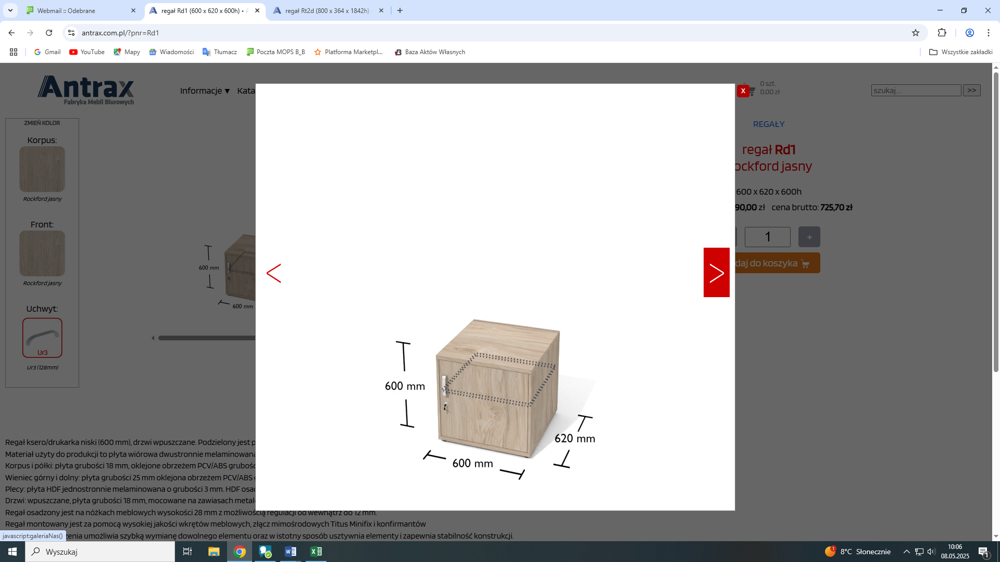 Webmail :: Odebrane
regał Rd1 (600 x 620 x 600h) •
regał Rt2d (800 x 364 x 1842h)
antrax.com.pl/?pnr=Rd1
Gmail YouTube Mapy Wiadomości Tłumacz Poczta MOPS B_B Platforma Marketpl... Baza Aktów Własnych Wszystkie zakładki
Antrax
Fabryka Mebli Biurowych
Informacje ▼ Kata
X
0 szt.
0,00 zł
szukaj... >>
ZMIEŃ KOLOR
Korpus:
Rockford jasny
Front:
Rockford jasny
Uchwyt:
Ur3
Ur3 (128mm)
600 mm
600 mm
600 mm
600 mm
620 mm
REGAŁY
regał Rd1
ockford jasny
600 x 620 x 600h
90,00 zł cena brutto: 725,70 zł
1 +
daj do koszyka
Regał ksero/drukarka niski (600 mm), drzwi wpuszczane. Podzielony jest p
Materiał użyty do produkcji to płyta wiórowa dwustronnie melaminowana
Korpus i półki: płyta grubości 18 mm, oklejone obrzeżem PCV/ABS gruboś
Wieniec górny i dolny: płyta grubości 25 mm oklejona obrzeżem PCV/ABS
Plecy: płyta HDF jednostronnie melaminowana o grubości 3 mm. HDF osad
Drzwi: wpuszczane, płyta grubości 18 mm, mocowane na zawiasach metal
Regał osadzony jest na nóżkach meblowych wysokości 28 mm z możliwością regulacji od wewnątrz do 12 mm.
Regał montowany jest za pomocą wysokiej jakości wkrętów meblowych, złącz mimośrodowych Titus Minifix i konfirmantów
zenia umożliwia szybką wymianę dowolnego elementu oraz w istotny sposób usztywnia elementy i zapewnia stabilność konstrukcji.
javascript:galeriaNas()
Wyszukaj
1
8°C Słonecznie
10:06
08.05.2025
1